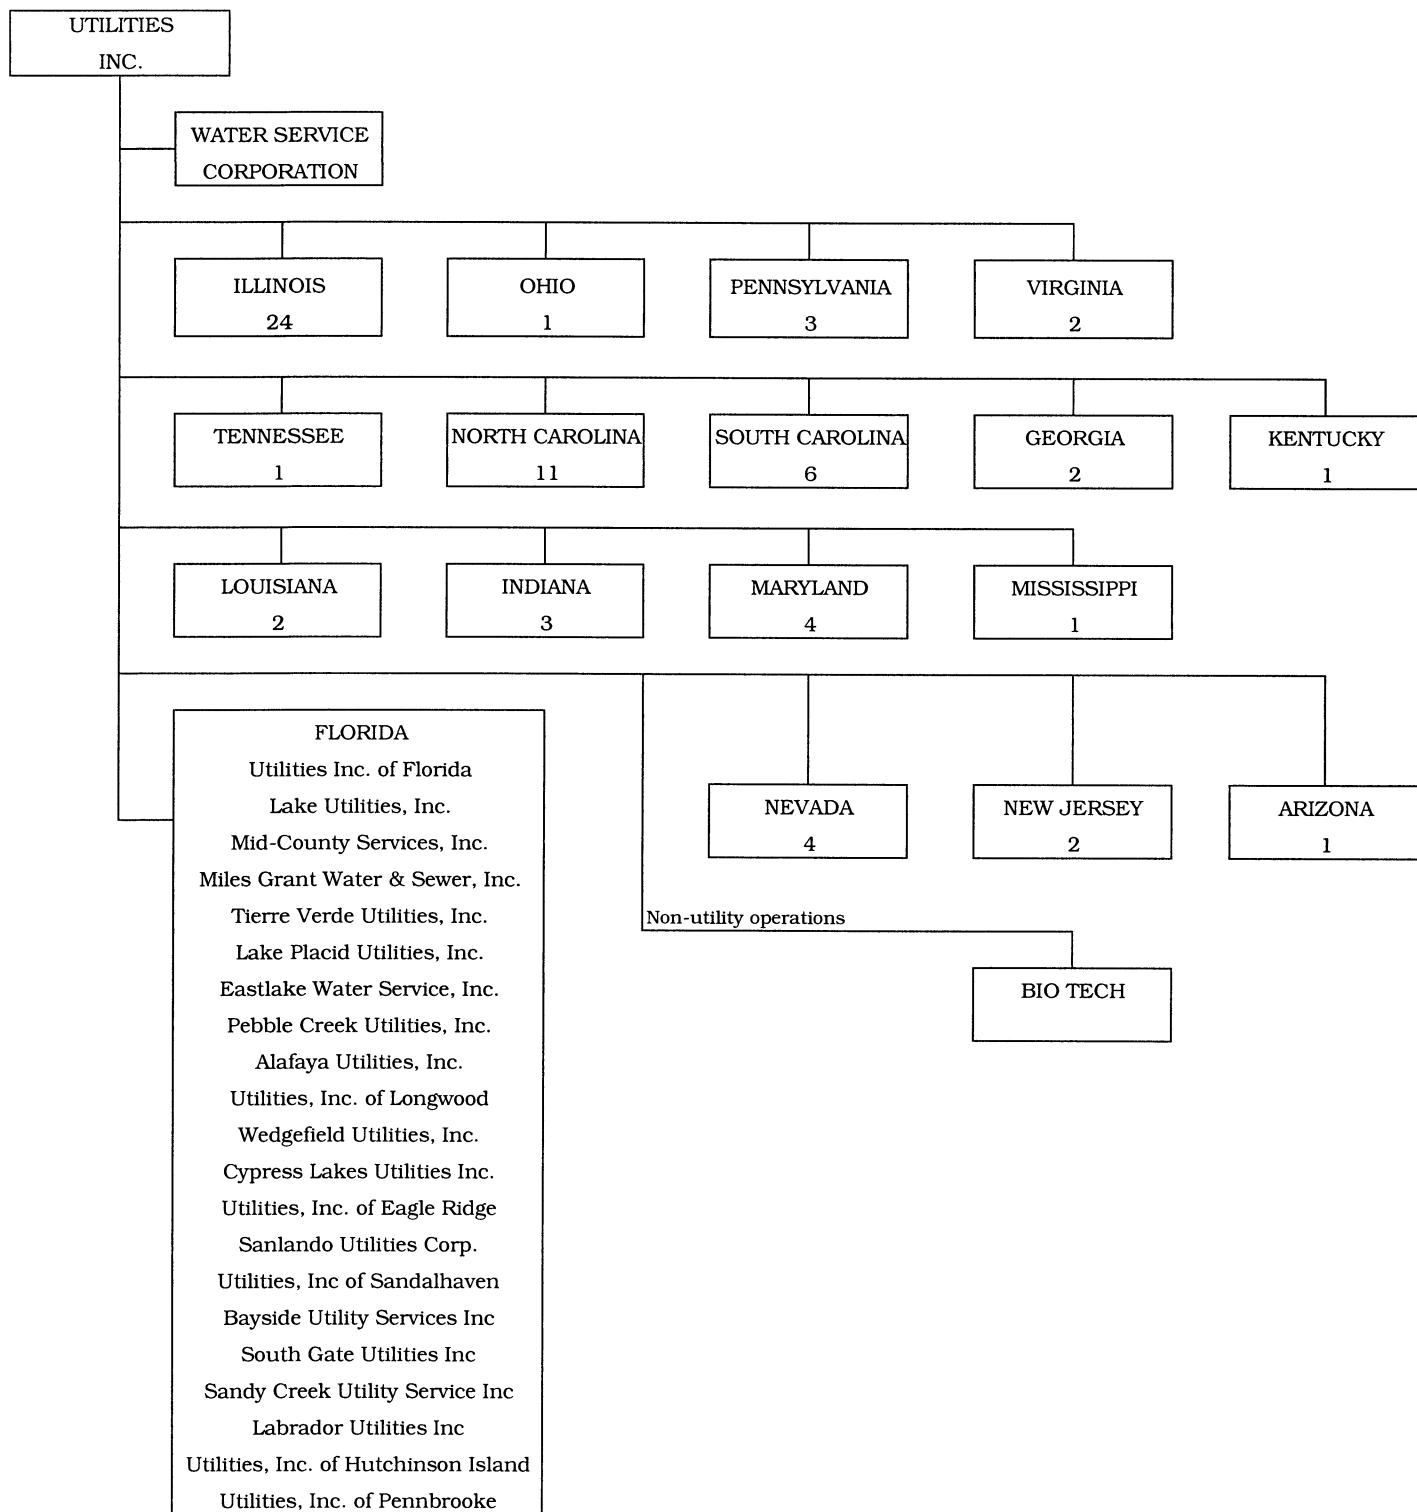 UTILITIES
INC.
WATER SERVICE
CORPORATION
ILLINOIS
24
OHIO
1
PENNSYLVANIA
3
VIRGINIA
2
TENNESSEE
1
NORTH CAROLINA
11
SOUTH CAROLINA
6
GEORGIA
2
KENTUCKY
1
LOUISIANA
2
INDIANA
3
MARYLAND
4
MISSISSIPPI
1
FLORIDA
Utilities Inc. of Florida
Lake Utilities, Inc.
Mid-County Services, Inc.
Miles Grant Water & Sewer, Inc.
Tierre Verde Utilities, Inc.
Lake Placid Utilities, Inc.
Eastlake Water Service, Inc.
Pebble Creek Utilities, Inc.
Alafaya Utilities, Inc.
Utilities, Inc. of Longwood
Wedgefield Utilities, Inc.
Cypress Lakes Utilities Inc.
Utilities, Inc. of Eagle Ridge
Sanlando Utilities Corp.
Utilities, Inc of Sandalhaven
Bayside Utility Services Inc
South Gate Utilities Inc
Sandy Creek Utility Service Inc
Labrador Utilities Inc
Utilities, Inc. of Hutchinson Island
Utilities, Inc. of Pennbrooke
NEVADA
4
NEW JERSEY
2
ARIZONA
1
Non-utility operations
BIO TECH